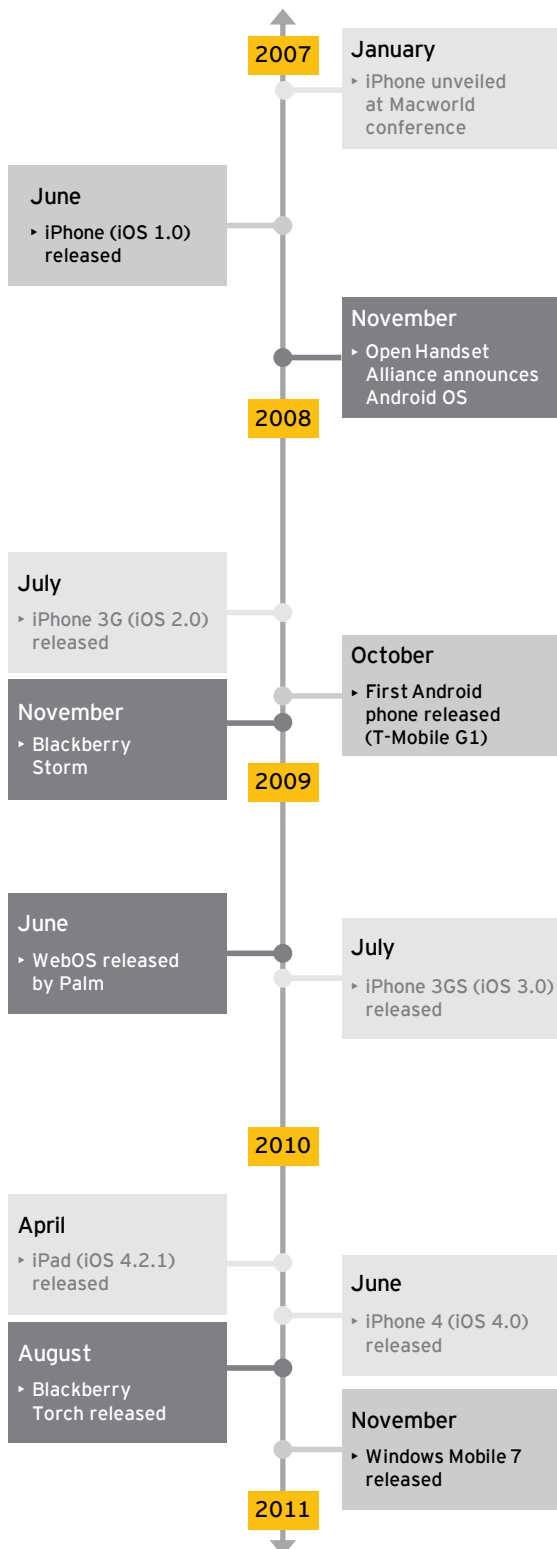 2007
January
‣ iPhone unveiled
at Macworld
conference
June
‣ iPhone (iOS 1.0)
released
November
‣ Open Handset
Alliance announces
Android OS
2008
July
‣ iPhone 3G (iOS 2.0)
released
October
‣ First Android
phone released
(T-Mobile G1)
November
‣ Blackberry
Storm
2009
June
‣ WebOS released
by Palm
July
‣ iPhone 3GS (iOS 3.0)
released
2010
April
‣ iPad (iOS 4.2.1)
released
June
‣ iPhone 4 (iOS 4.0)
released
August
‣ Blackberry
Torch released
November
‣ Windows Mobile 7
released
2011